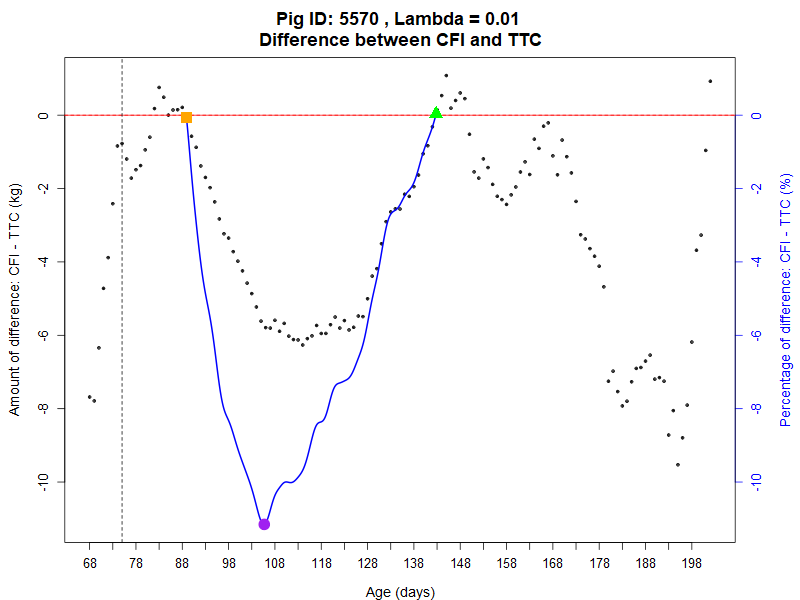 Pig ID: 5570 , Lambda = 0.01
Difference between CFI and TTC
Amount of difference: CFI - TTC (kg)
0
-2
-4
-6
-8
-10
0
-2
-4
-6
-8
-10
Percentage of difference: CFI - TTC (%)
68 78 88 98 108 118 128 138 148 158 168 178 188 198
Age (days)